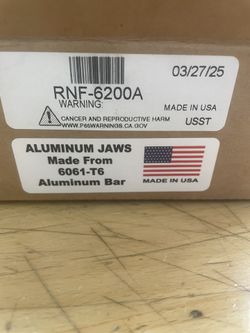 03/27/25
RNF-6200A
WARNING:
MADE IN USA
CANCER AND REPRODUCTIVE HARM
WWW.P65WARNINGS.CA.GOV
USST
ALUMINUM JAWS
Made From
6061-T6
Aluminum Bar
MADE IN USA